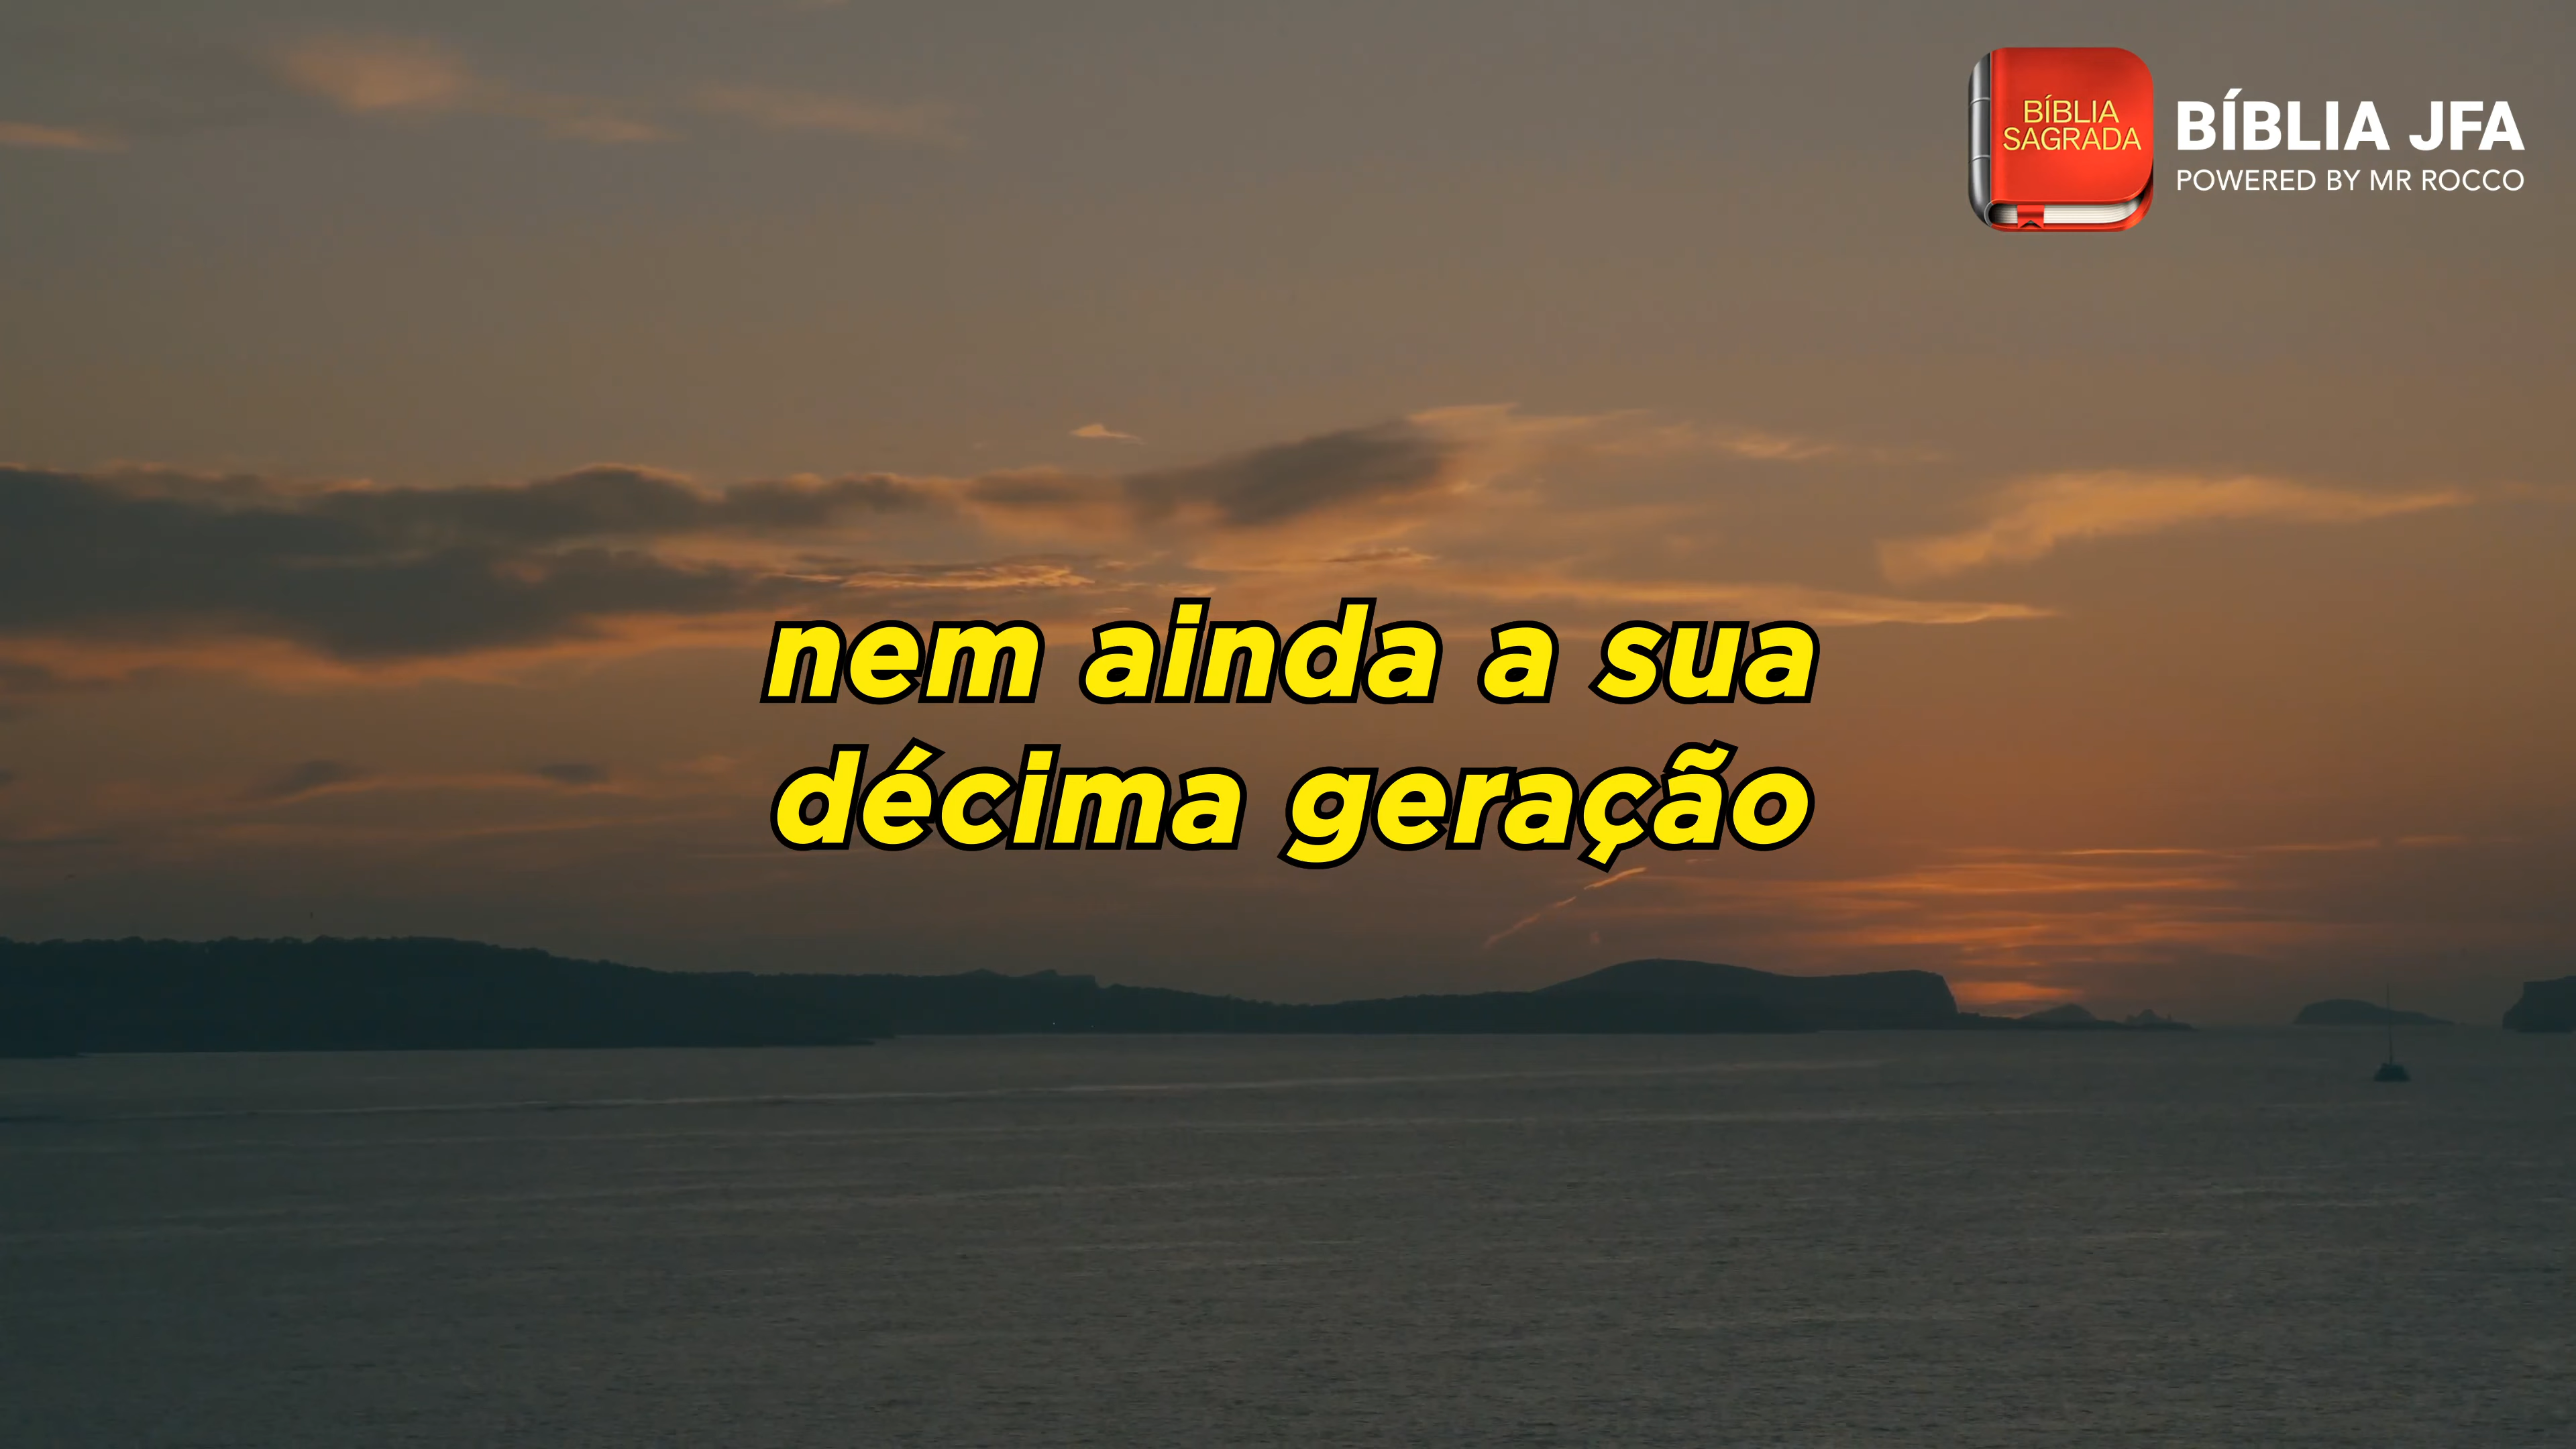 BÍBLIA
SAGRADA
BÍBLIA JFA
POWERED BY MR ROCCO
nem ainda a sua
décima geração